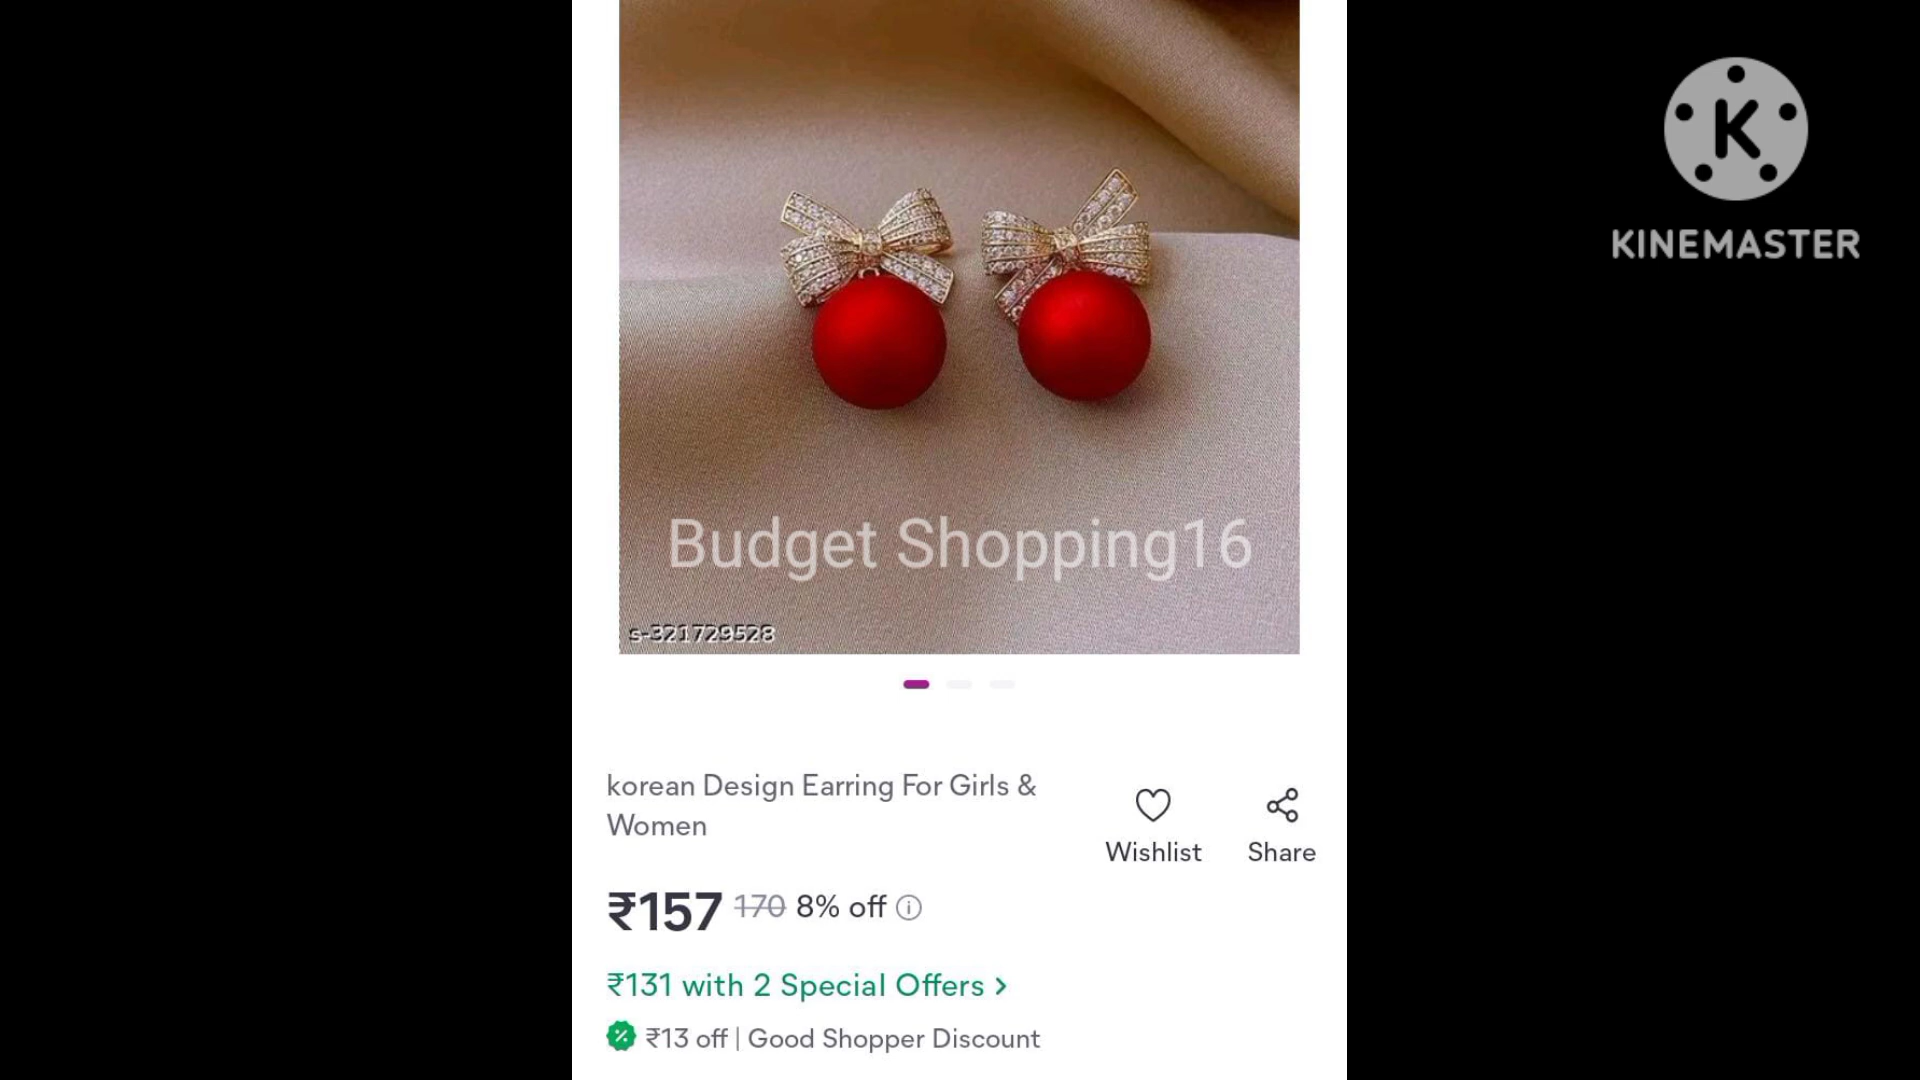 K
KINEMASTER
Budget Shopping16
s-321729528
korean Design Earring For Girls &
Women
Wishlist
Share
₹157 170 8% off
₹131 with 2 Special Offers >
₹13 off | Good Shopper Discount